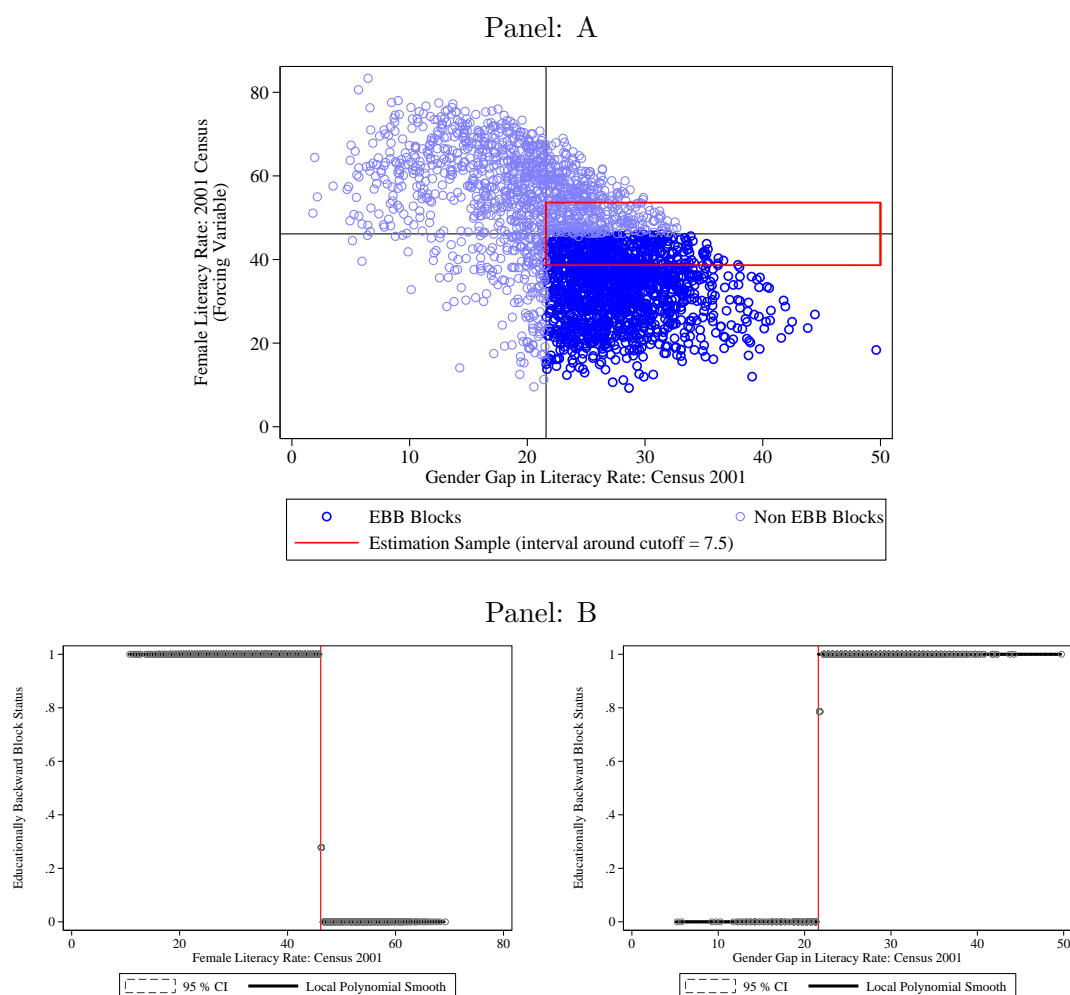 Panel: A
Female Literacy Rate: 2001 Census
(Forcing Variable)
80
60
40
20
0
0 10 20 30 40 50
Gender Gap in Literacy Rate: Census 2001
EBB Blocks Non EBB Blocks
Estimation Sample (interval around cutoff = 7.5)
Panel: B
Educationally Backward Block Status
1
.8
.6
.4
.2
0
0 20 40 60 80
Female Literacy Rate: Census 2001
95 % CI Local Polynomial Smooth
Educationally Backward Block Status
1
.8
.6
.4
.2
0
0 10 20 30 40 50
Gender Gap in Literacy Rate: Census 2001
95 % CI Local Polynomial Smooth